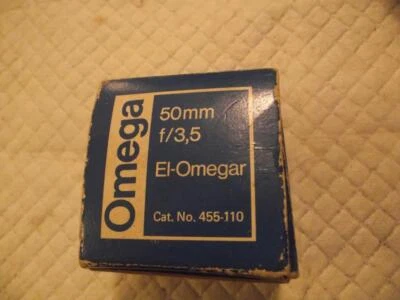 Omega
50mm
f/3,5
El-Omegar
Cat. No. 455-110